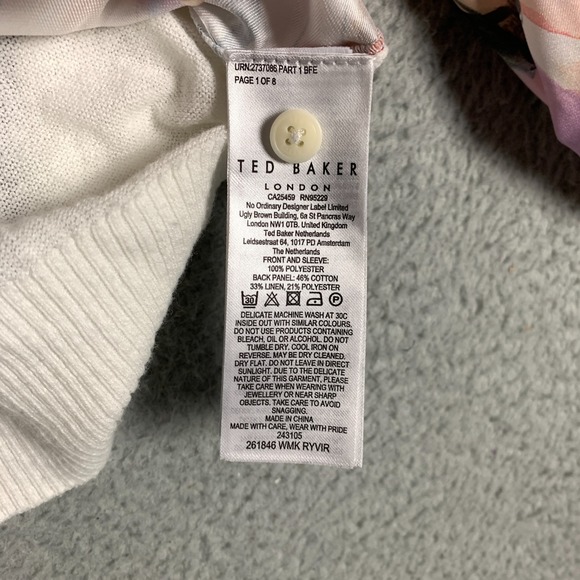 URN:2737086 PART 1 BFE
PAGE 1 OF 8
TED BAKER
LONDON
CA25459 RN95229
No Ordinary Designer Label Limited
Ugly Brown Building, 6a St Pancras Way
London NW1 0TB. United Kingdom
Ted Baker Netherlands
Leidsestraat 64, 1017 PD Amsterdam
The Netherlands
FRONT AND SLEEVE:
100% POLYESTER
BACK PANEL: 46% COTTON
33% LINEN, 21% POLYESTER
30 P
DELICATE MACHINE WASH AT 30C
INSIDE OUT WITH SIMILAR COLOURS.
DO NOT USE PRODUCTS CONTAINING
BLEACH, OIL OR ALCOHOL. DO NOT
TUMBLE DRY. COOL IRON ON
REVERSE. MAY BE DRY CLEANED.
DRY FLAT. DO NOT LEAVE IN DIRECT
SUNLIGHT. DUE TO THE DELICATE
NATURE OF THIS GARMENT, PLEASE
TAKE CARE WHEN WEARING WITH
JEWELLERY OR NEAR SHARP
OBJECTS. TAKE CARE TO AVOID
SNAGGING.
MADE IN CHINA
MADE WITH CARE, WEAR WITH PRIDE
243105
261846 WMK RYVIR